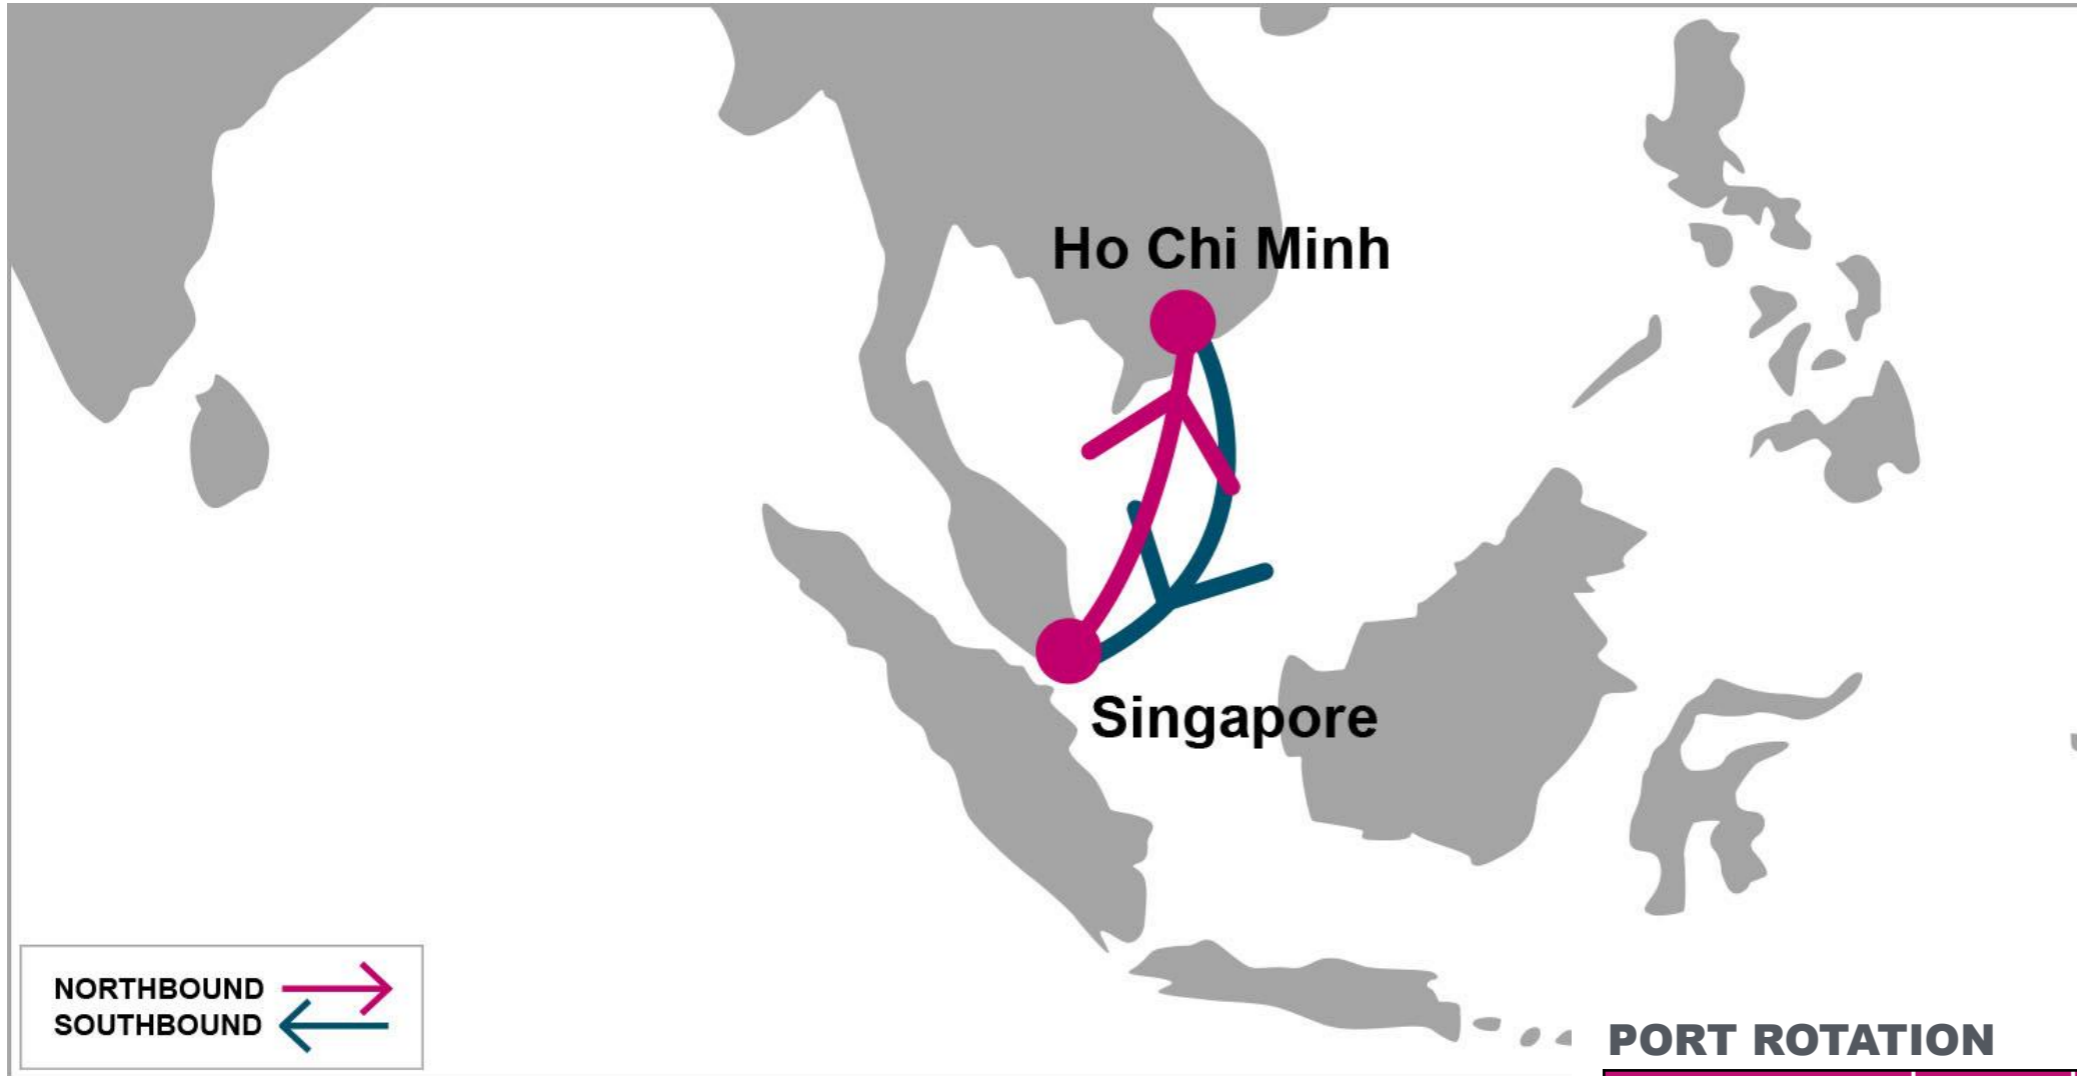 Ho Chi Minh
Singapore
NORTHBOUND
SOUTHBOUND
PORT ROTATION